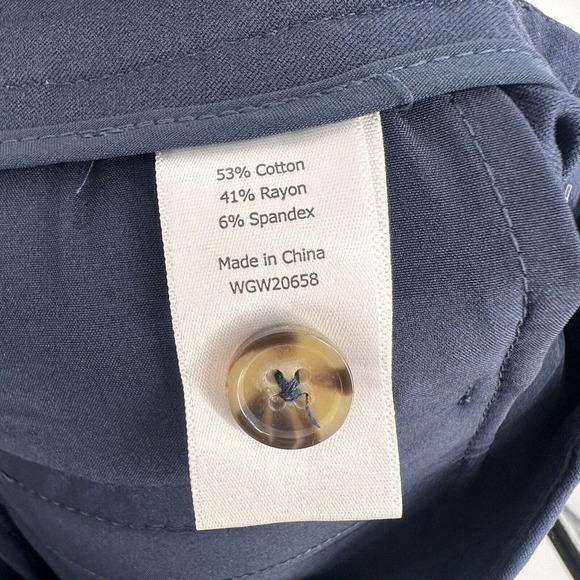 53% Cotton
41% Rayon
6% Spandex
Made in China
WGW20658